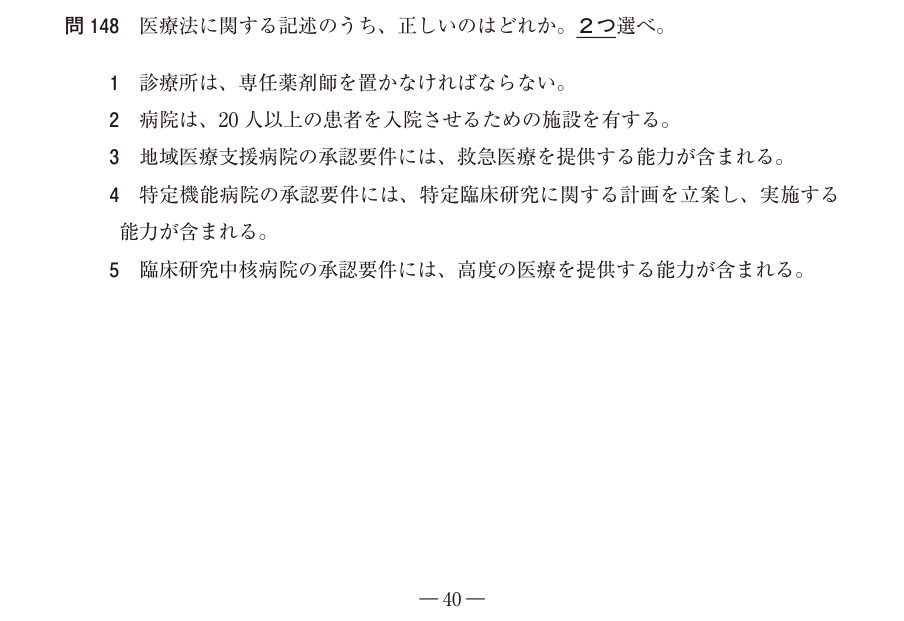 問 148　医療法に関する記述のうち、正しいのはどれか。２つ選べ。
1　診療所は、専任薬剤師を置かなければならない。
2　病院は、20 人以上の患者を入院させるための施設を有する。
3　地域医療支援病院の承認要件には、救急医療を提供する能力が含まれる。
4　特定機能病院の承認要件には、特定臨床研究に関する計画を立案し、実施する
能力が含まれる。
5　臨床研究中核病院の承認要件には、高度の医療を提供する能力が含まれる。
— 40 —